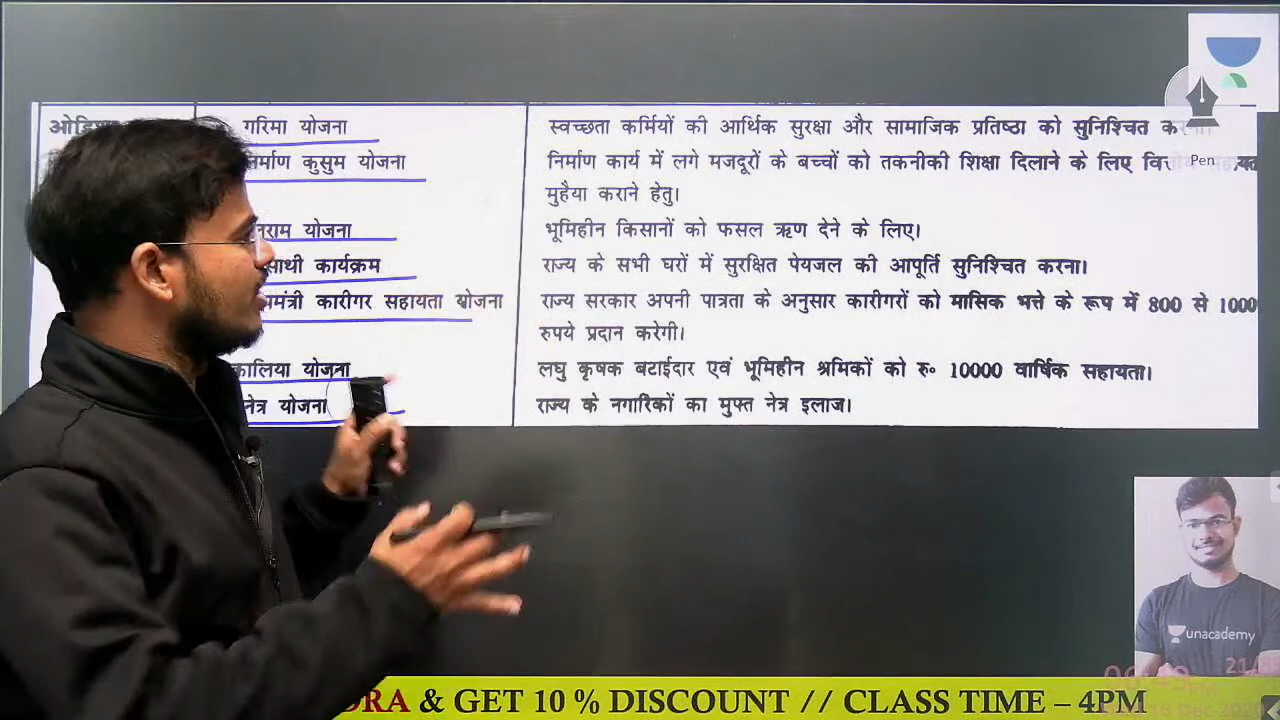 गरिमा योजना
स्वच्छता कर्मियों की आर्थिक सुरक्षा और सामाजिक प्रतिष्ठा को सुनिश्चित
कुसुम योजना
निर्माण कार्य में लगे मजदूरों के बच्चों को तकनीकी शिक्षा दिलाने के लिए
मुहैया कराने हेतु।
योजना
भूमिहीन किसानों को फसल ऋण देने के लिए।
साथी कार्यक्रम
राज्य के सभी घरों में सुरक्षित पेयजल की आपूर्ति सुनिश्चित करना।
कारीगर सहायता योजना
राज्य सरकार अपनी पात्रता के अनुसार कारीगरों को मासिक भत्ते के रूप में 800 से 1000
रुपये प्रदान करेगी।
कालिया योजना
लघु कृषक बटाईदार एवं भूमिहीन श्रमिकों को रु० 10000 वार्षिक सहायता।
नेत्र योजना
राज्य के नगारिकों का मुफ्त नेत्र इलाज।
Pen
unacademy
& GET 10 % DISCOUNT // CLASS TIME – 4PM